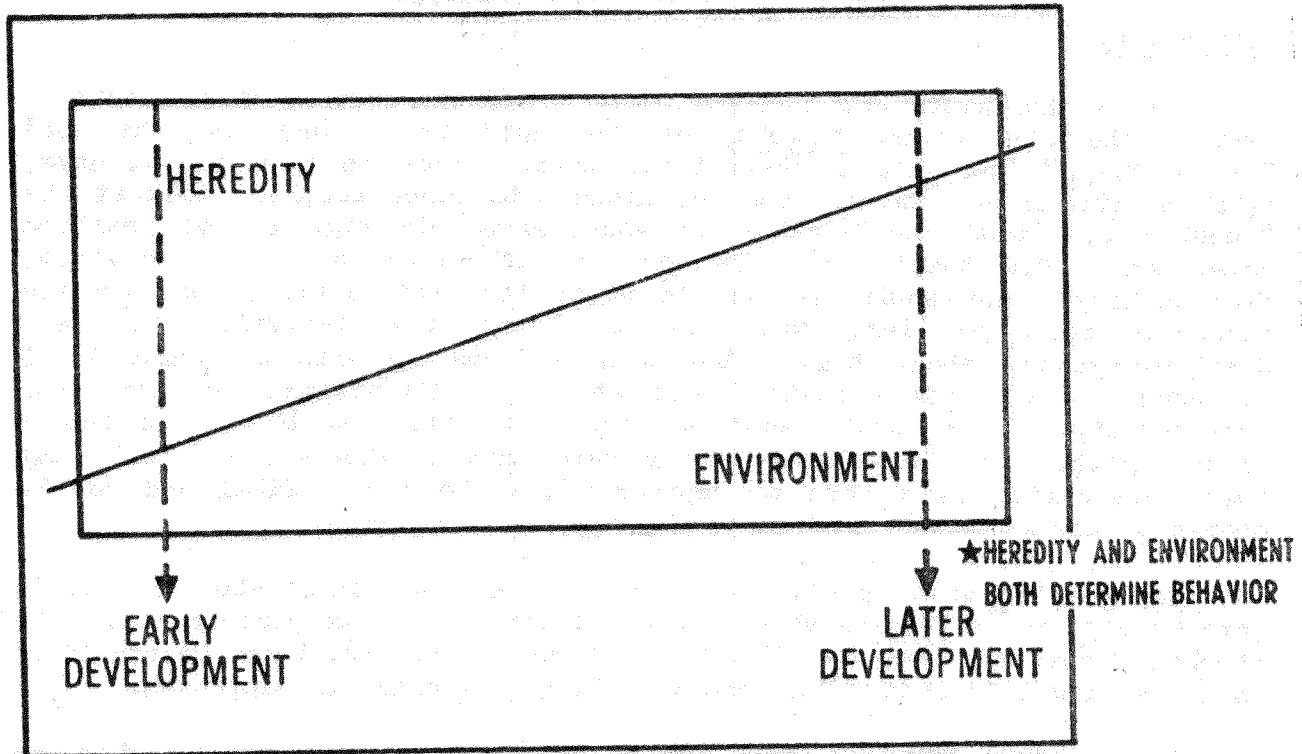 HEREDITY
ENVIRONMENT
★HEREDITY AND ENVIRONMENT
BOTH DETERMINE BEHAVIOR
EARLY
DEVELOPMENT
LATER
DEVELOPMENT